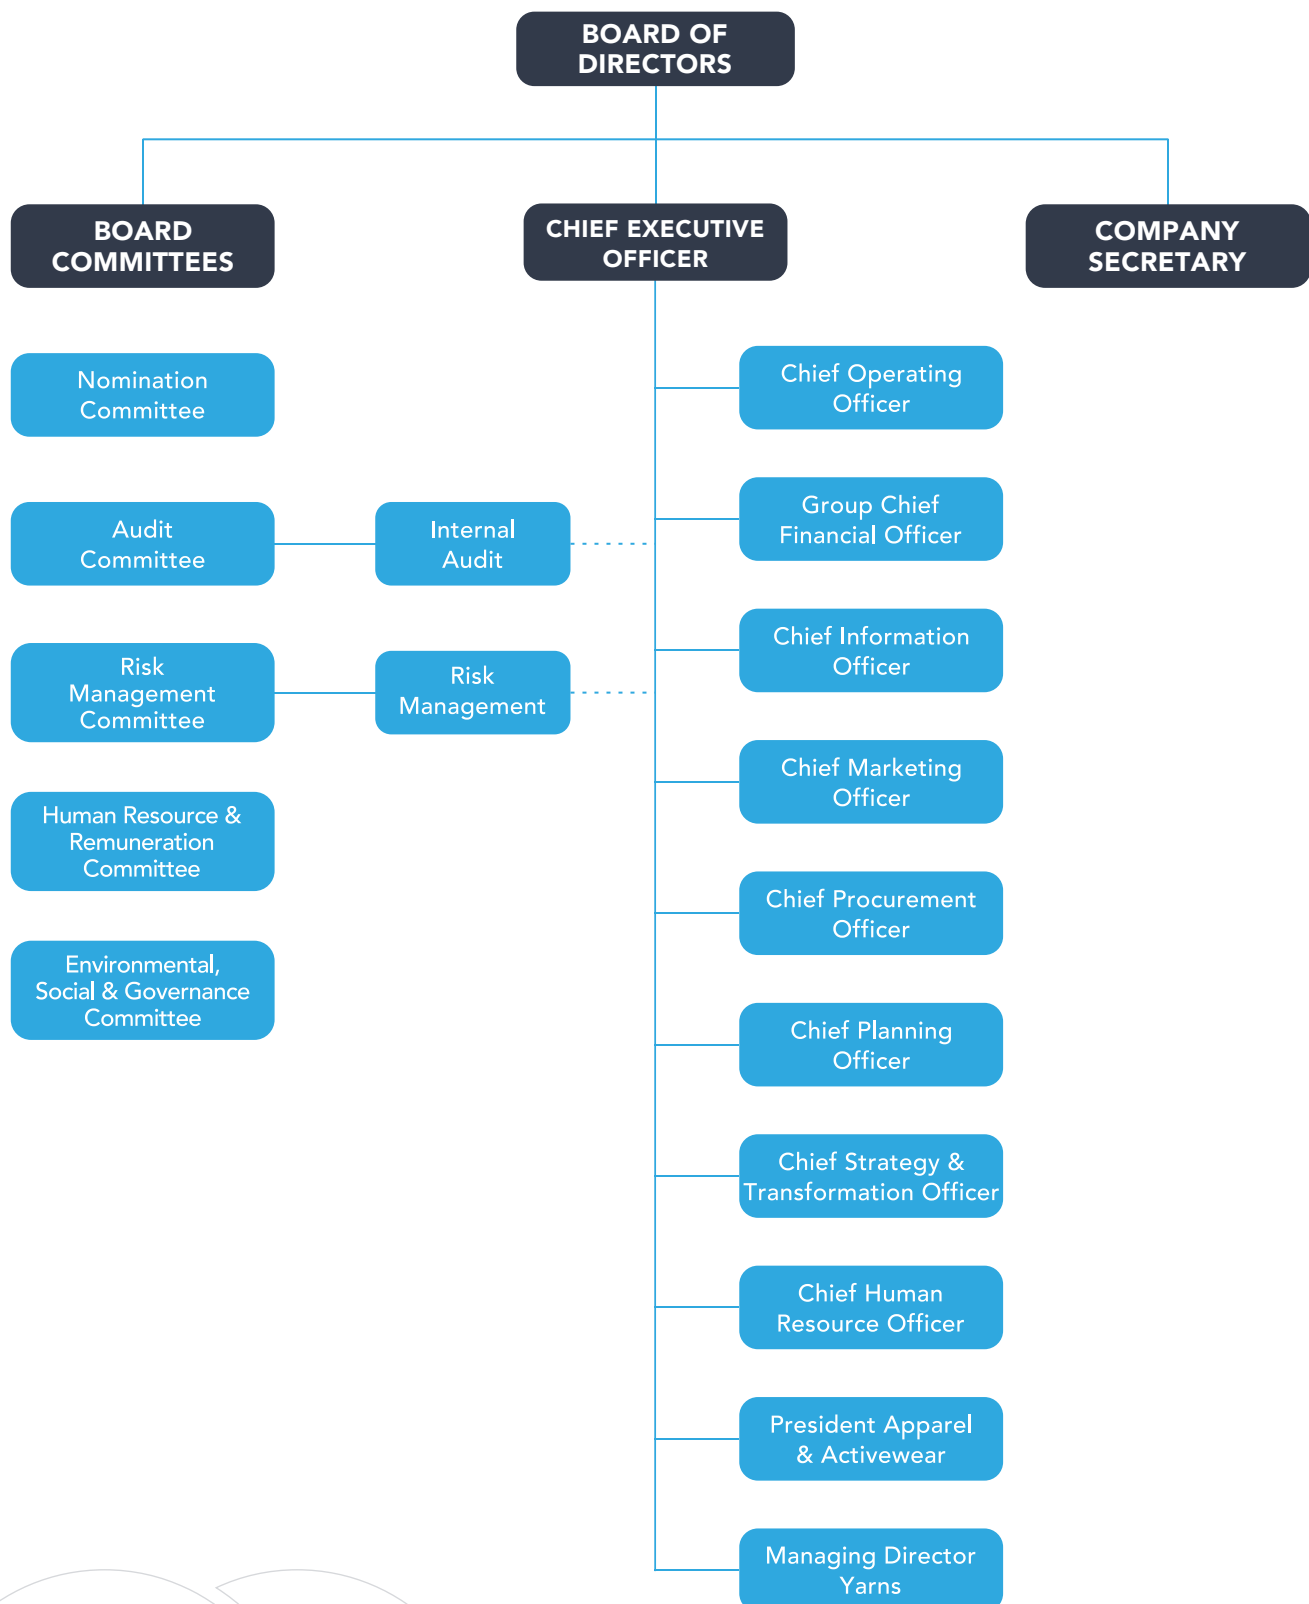 BOARD OF
DIRECTORS
BOARD
COMMITTEES
CHIEF EXECUTIVE
OFFICER
COMPANY
SECRETARY
Nomination
Committee
Audit
Committee
Internal
Audit
Risk
Management
Committee
Risk
Management
Human Resource &
Remuneration
Committee
Environmental,
Social & Governance
Committee
Chief Operating
Officer
Group Chief
Financial Officer
Chief Information
Officer
Chief Marketing
Officer
Chief Procurement
Officer
Chief Planning
Officer
Chief Strategy &
Transformation Officer
Chief Human
Resource Officer
President Apparel
& Activewear
Managing Director
Yarns